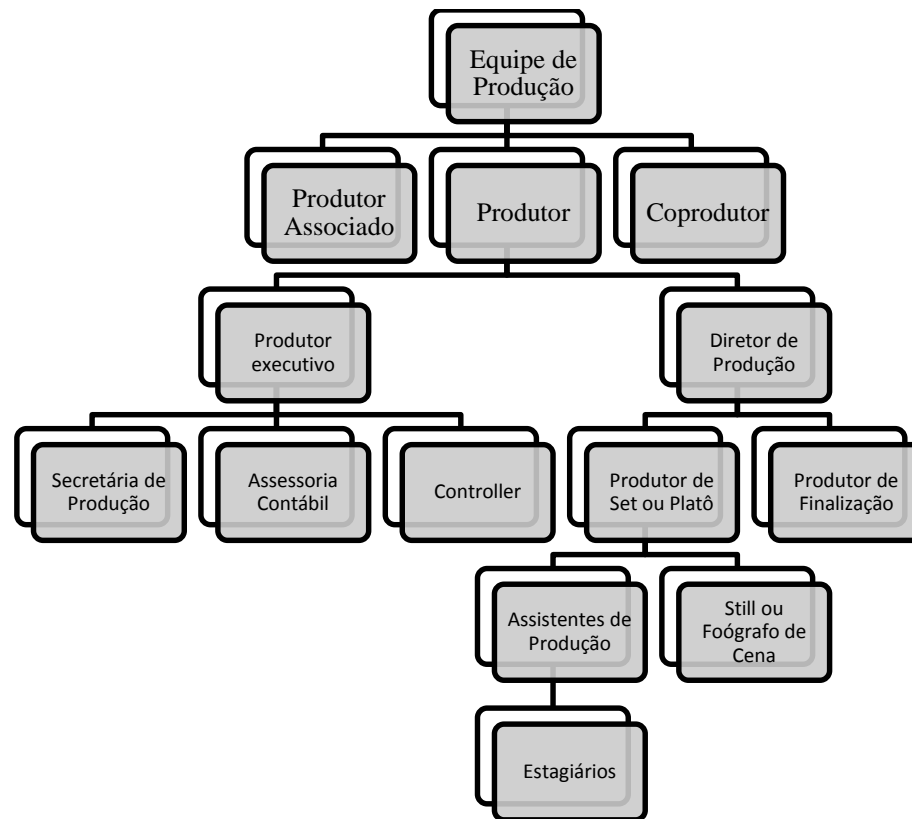 Equipe de
Produção
Produtor
Associado
Produtor
Coprodutor
Produtor
executivo
Diretor de
Produção
Secretária de
Produção
Assessoria
Contábil
Controller
Produtor de
Set ou Platô
Produtor de
Finalização
Assistentes de
Produção
Still ou
Foógrafo de
Cena
Estagiários